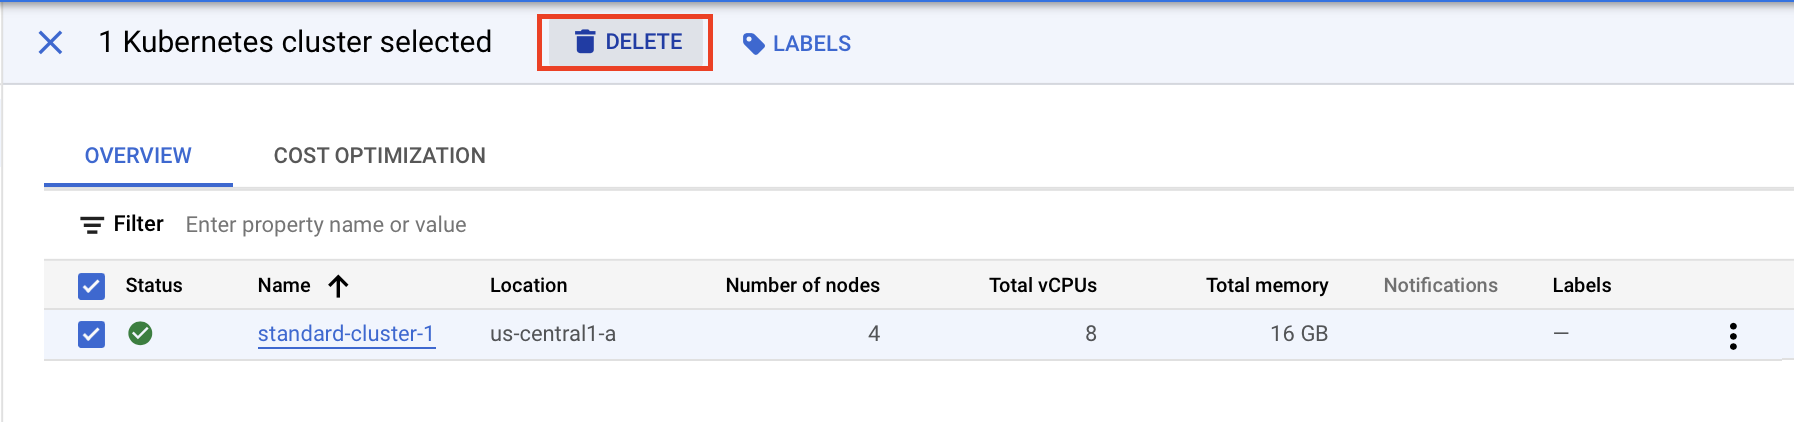 1 Kubernetes cluster selected DELETE LABELS
OVERVIEW COST OPTIMIZATION
Filter Enter property name or value
Status Name Location Number of nodes Total vCPUs Total memory Notifications Labels
standard-cluster-1 us-central1-a 4 8 16 GB —